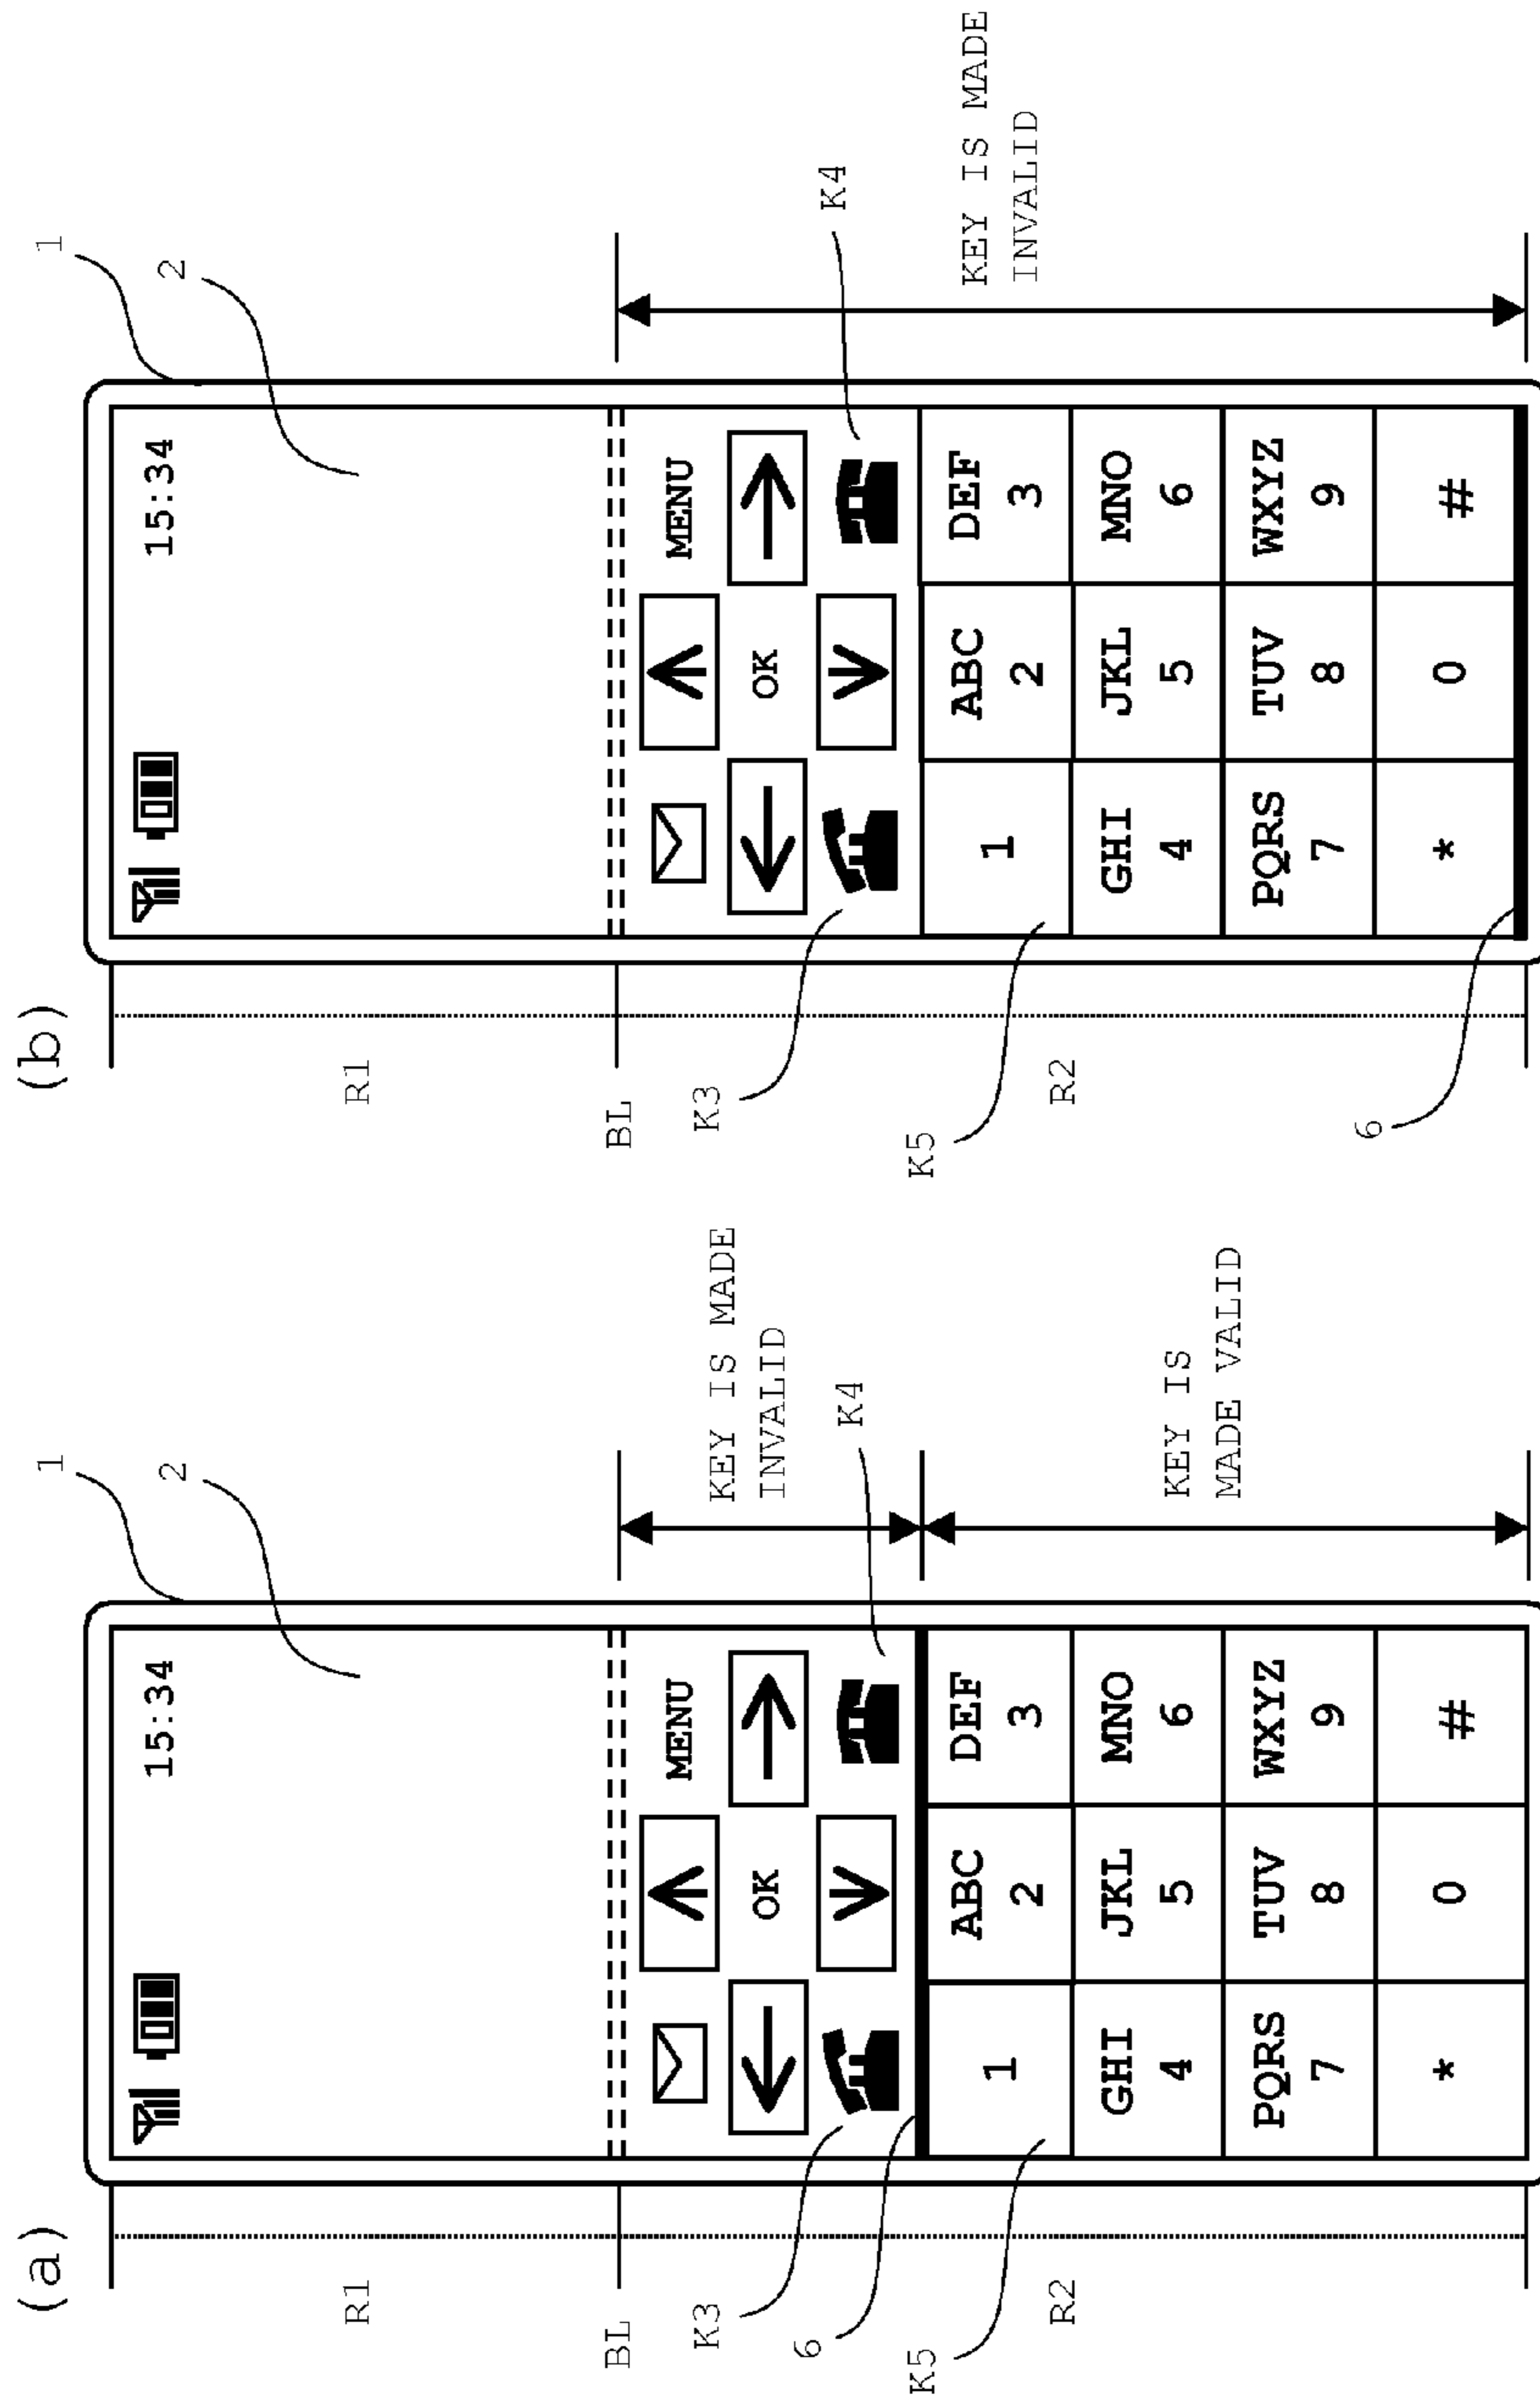 (a)
1
2
15:34
R1
BL
MENU
OK
K3
6
K5
K4
KEY IS MADE
INVALID
KEY IS
MADE VALID
R2
1
ABC
2
DEF
3
GHI
4
JKL
5
MNO
6
PQRS
7
TUV
8
WXYZ
9
*
0
#
(b)
1
2
15:34
R1
BL
MENU
OK
K3
K5
K4
KEY IS MADE
INVALID
R2
6
1
ABC
2
DEF
3
GHI
4
JKL
5
MNO
6
PQRS
7
TUV
8
WXYZ
9
*
0
#